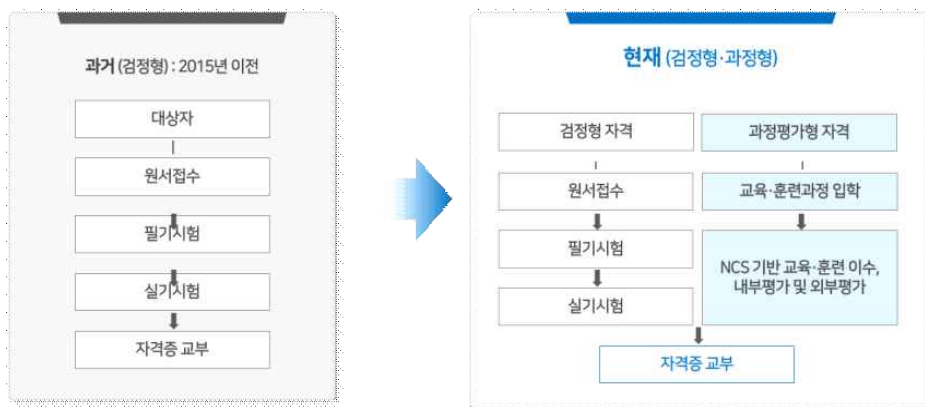 과거 (검정형) : 2015년 이전
대상자
원서접수
필기시험
실기시험
자격증 교부
현재 (검정형·과정형)
검정형 자격
과정평가형 자격
원서접수
교육·훈련과정 입학
필기시험
NCS 기반 교육·훈련 이수,
내부평가 및 외부평가
실기시험
자격증 교부